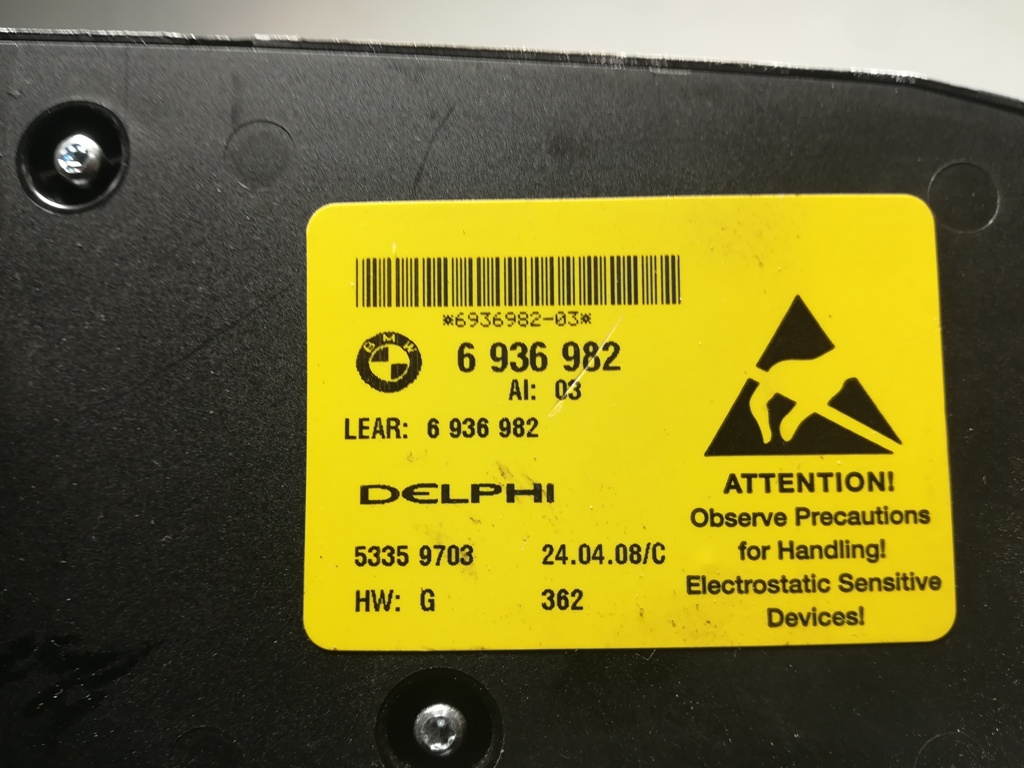 *6936982-03*
BMW
6 936 982
AI: 03
LEAR: 6 936 982
DELPHI
5335 9703 24.04.08/C
HW: G 362
ATTENTION!
Observe Precautions
for Handling!
Electrostatic Sensitive
Devices!